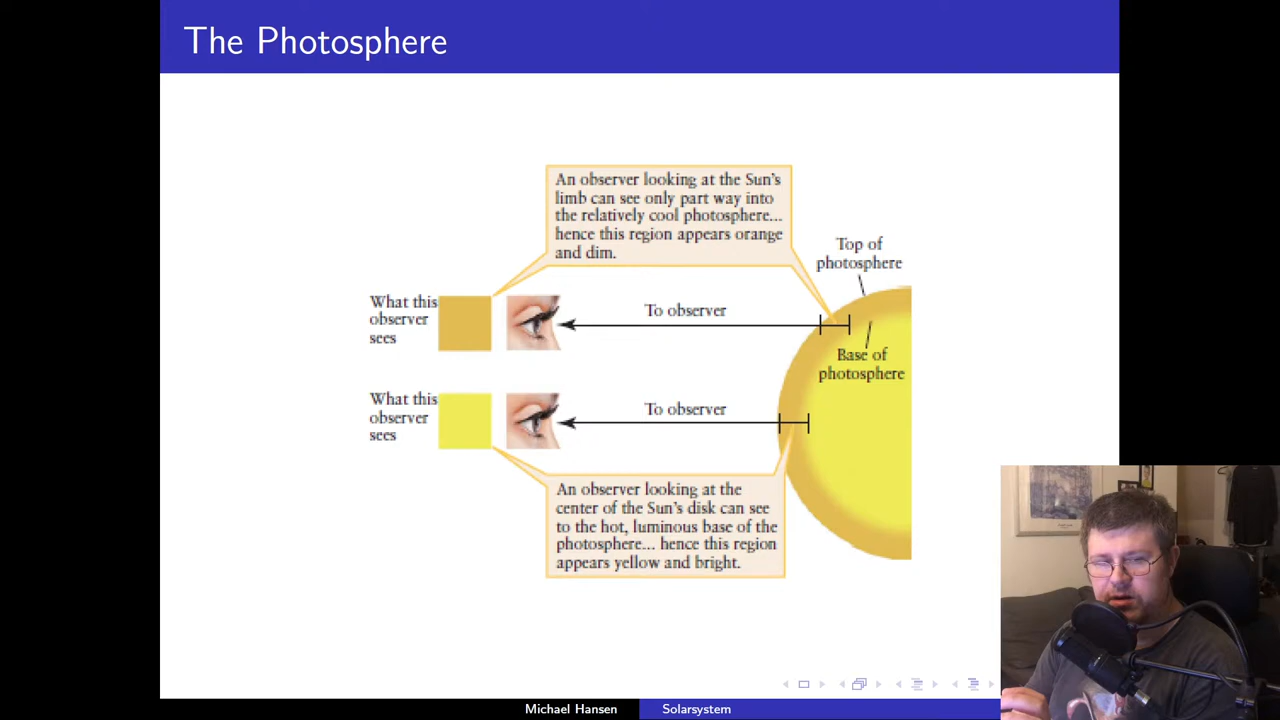 The Photosphere
An observer looking at the Sun's
limb can see only part way into
the relatively cool photosphere...
hence this region appears orange
and dim.
Top of
photosphere
What this
observer
sees
To observer
Base of
photosphere
What this
observer
sees
To observer
An observer looking at the
center of the Sun's disk can see
to the hot, luminous base of the
photosphere... hence this region
appears yellow and bright.
Michael Hansen
Solarsystem